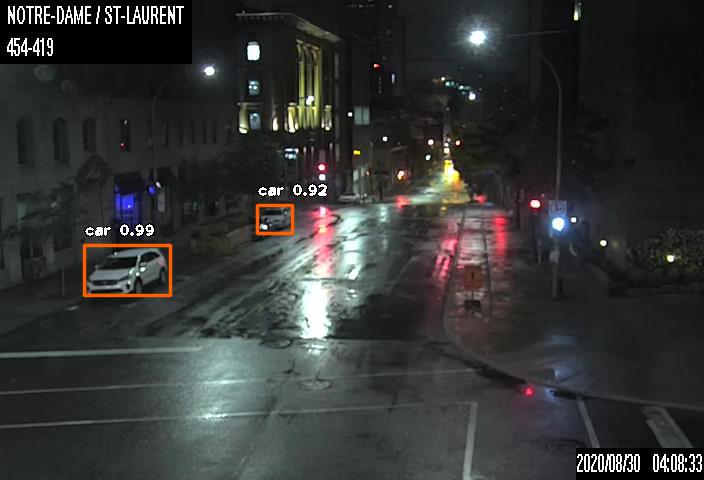 NOTRE-DAME / ST-LAURENT
454-419
car 0.92
car 0.99
2020/08/30 04:08:33